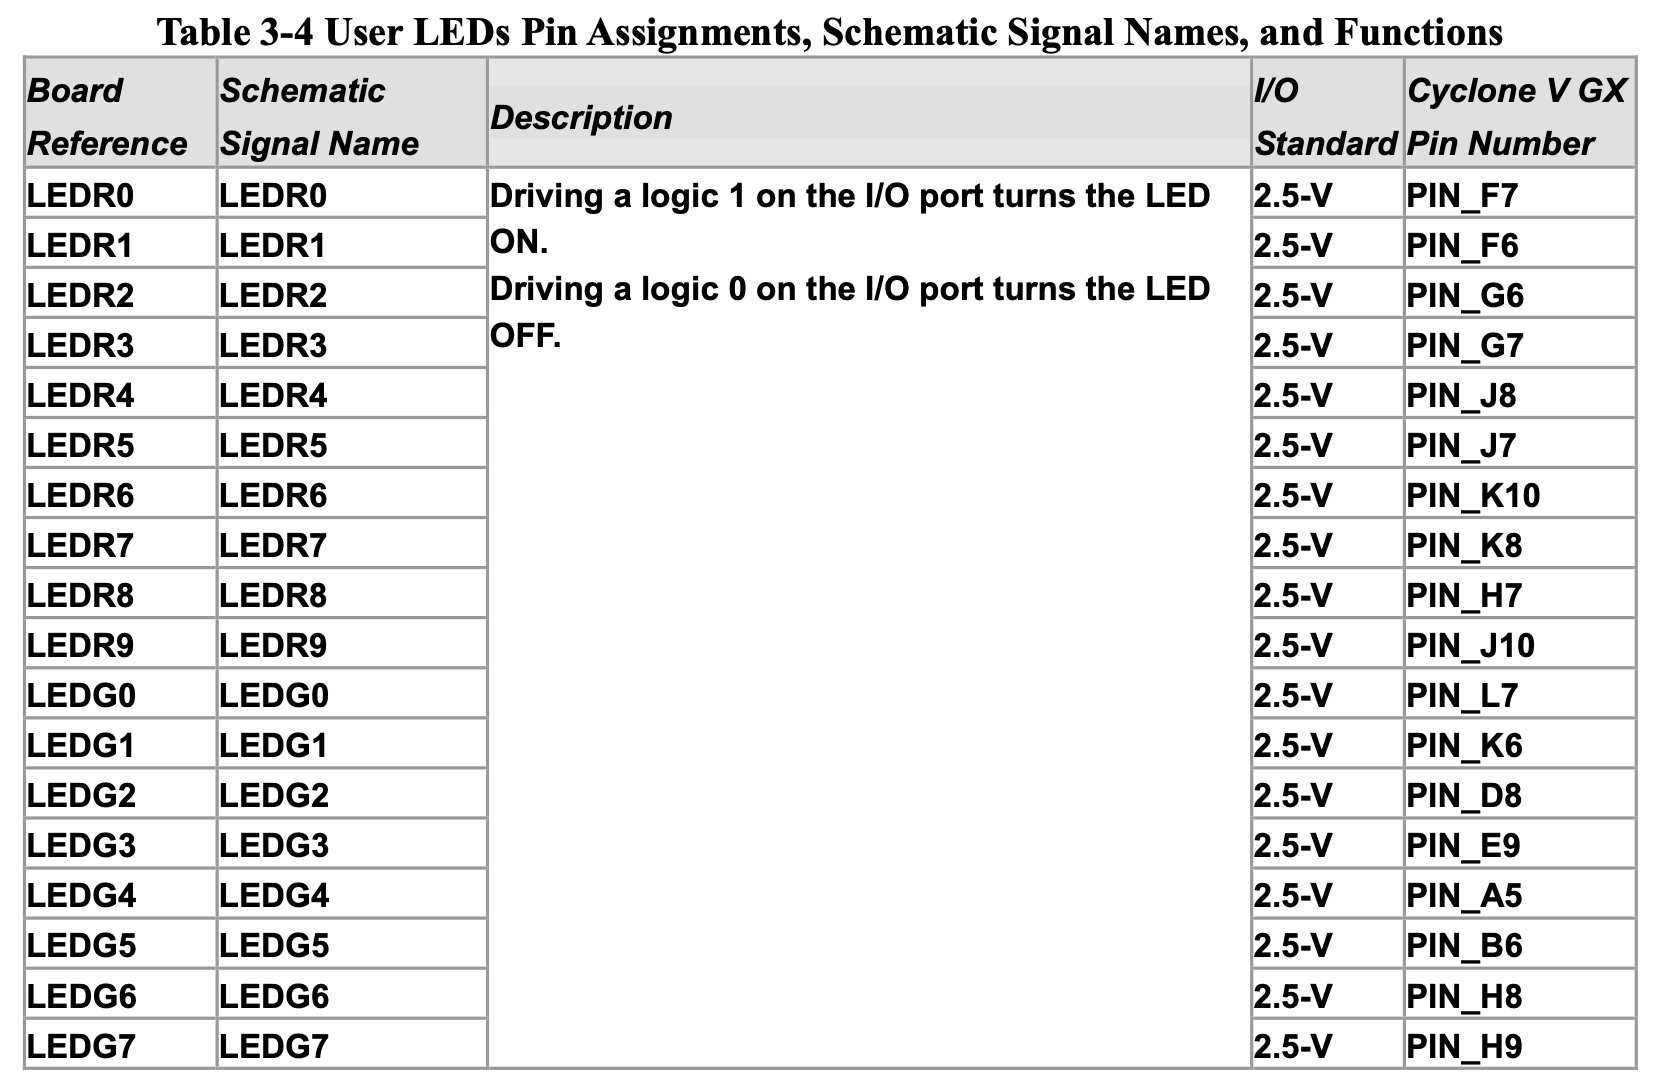 Table 3-4 User LEDs Pin Assignments, Schematic Signal Names, and Functions
Board Reference Schematic Signal Name Description I/O Standard Cyclone V GX Pin Number
LEDR0 LEDR0 Driving a logic 1 on the I/O port turns the LED 2.5-V PIN_F7
LEDR1 LEDR1 ON. 2.5-V PIN_F6
LEDR2 LEDR2 Driving a logic 0 on the I/O port turns the LED 2.5-V PIN_G6
LEDR3 LEDR3 OFF. 2.5-V PIN_G7
LEDR4 LEDR4 2.5-V PIN_J8
LEDR5 LEDR5 2.5-V PIN_J7
LEDR6 LEDR6 2.5-V PIN_K10
LEDR7 LEDR7 2.5-V PIN_K8
LEDR8 LEDR8 2.5-V PIN_H7
LEDR9 LEDR9 2.5-V PIN_J10
LEDG0 LEDG0 2.5-V PIN_L7
LEDG1 LEDG1 2.5-V PIN_K6
LEDG2 LEDG2 2.5-V PIN_D8
LEDG3 LEDG3 2.5-V PIN_E9
LEDG4 LEDG4 2.5-V PIN_A5
LEDG5 LEDG5 2.5-V PIN_B6
LEDG6 LEDG6 2.5-V PIN_H8
LEDG7 LEDG7 2.5-V PIN_H9